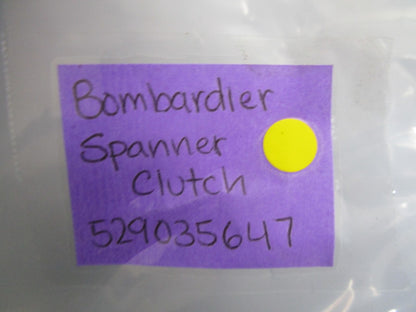 Bombardier
Spanner
Clutch
529035647